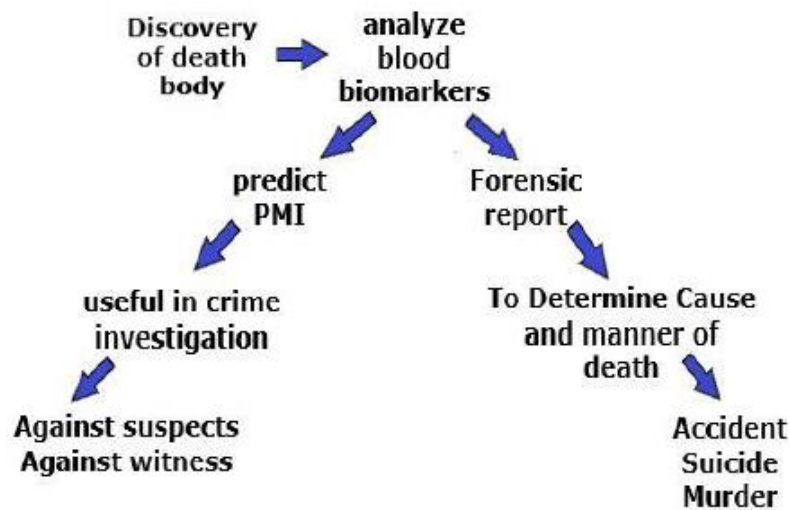 Discovery
of death
body
analyze
blood
biomarkers
predict
PMI
Forensic
report
useful in crime
investigation
To Determine Cause
and manner of
death
Against suspects
Against witness
Accident
Suicide
Murder